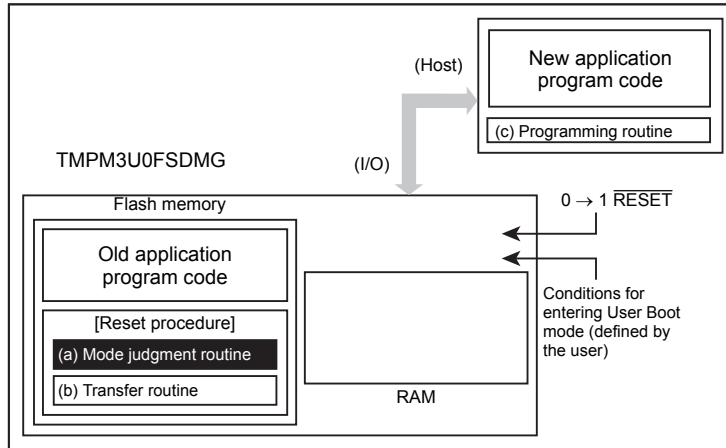 New application
program code
(Host)
(c) Programming routine
TMPM3U0FSDMG
(I/O)
Flash memory
0 → 1 RESET
Old application
program code
Conditions for
entering User Boot
mode (defined by
the user)
[Reset procedure]
(a) Mode judgment routine
(b) Transfer routine
RAM